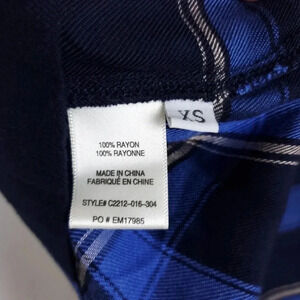 XS
100% RAYON
100% RAYONNE
MADE IN CHINA
FABRIQUÉ EN CHINE
STYLE# C2212-016-304
PO # EM17985